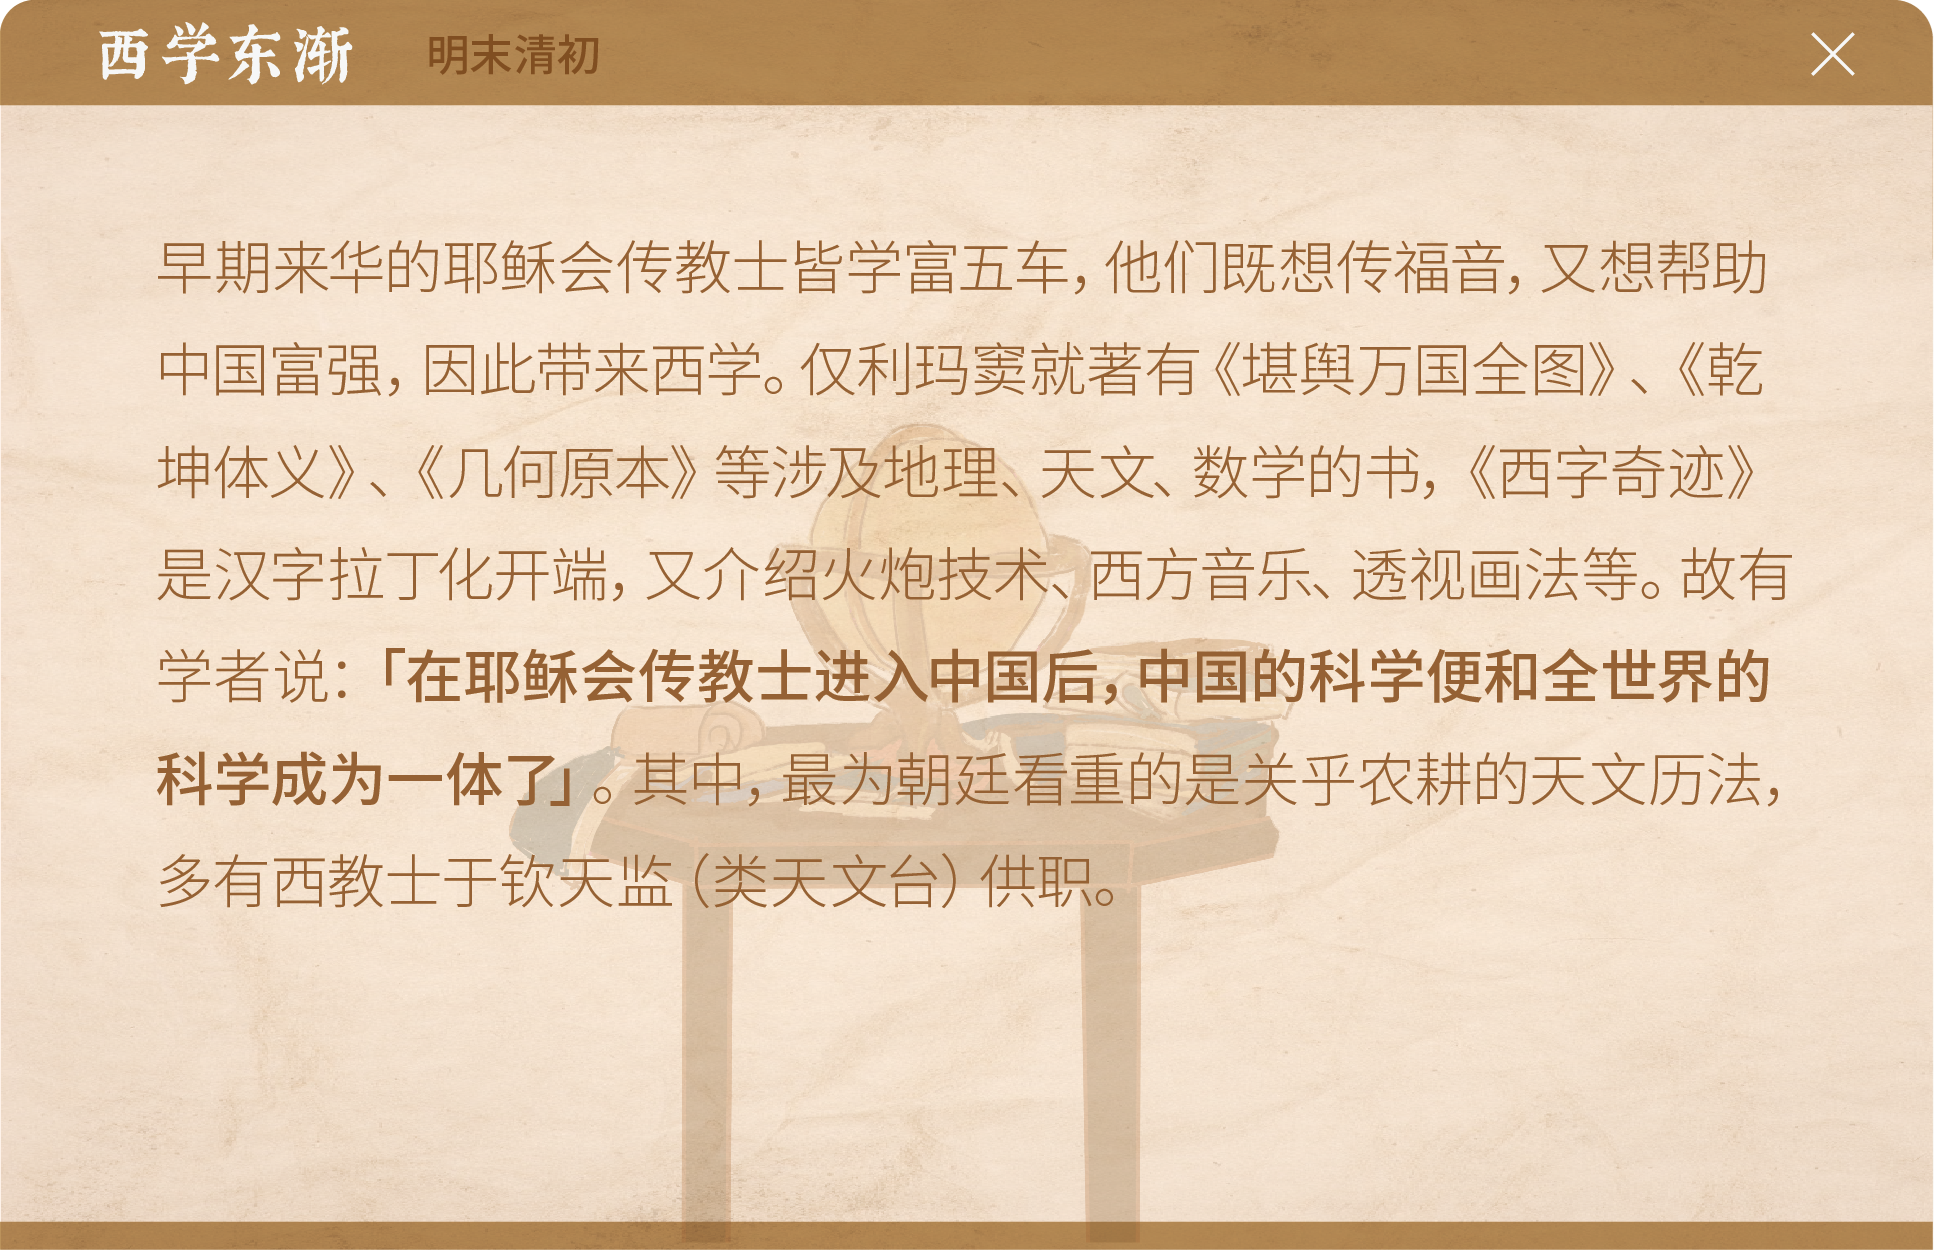 西学东渐 明末清初
早期来华的耶稣会传教士皆学富五车，他们既想传福音，又想帮助
中国富强，因此带来西学。仅利玛窦就著有《堪舆万国全图》、《乾
坤体义》、《几何原本》等涉及地理、天文、数学的书，《西字奇迹》
是汉字拉丁化开端，又介绍火炮技术、西方音乐、透视画法等。故有
学者说：「在耶稣会传教士进入中国后，中国的科学便和全世界的
科学成为一体了」。其中，最为朝廷看重的是关乎农耕的天文历法，
多有西教士于钦天监（类天文台）供职。